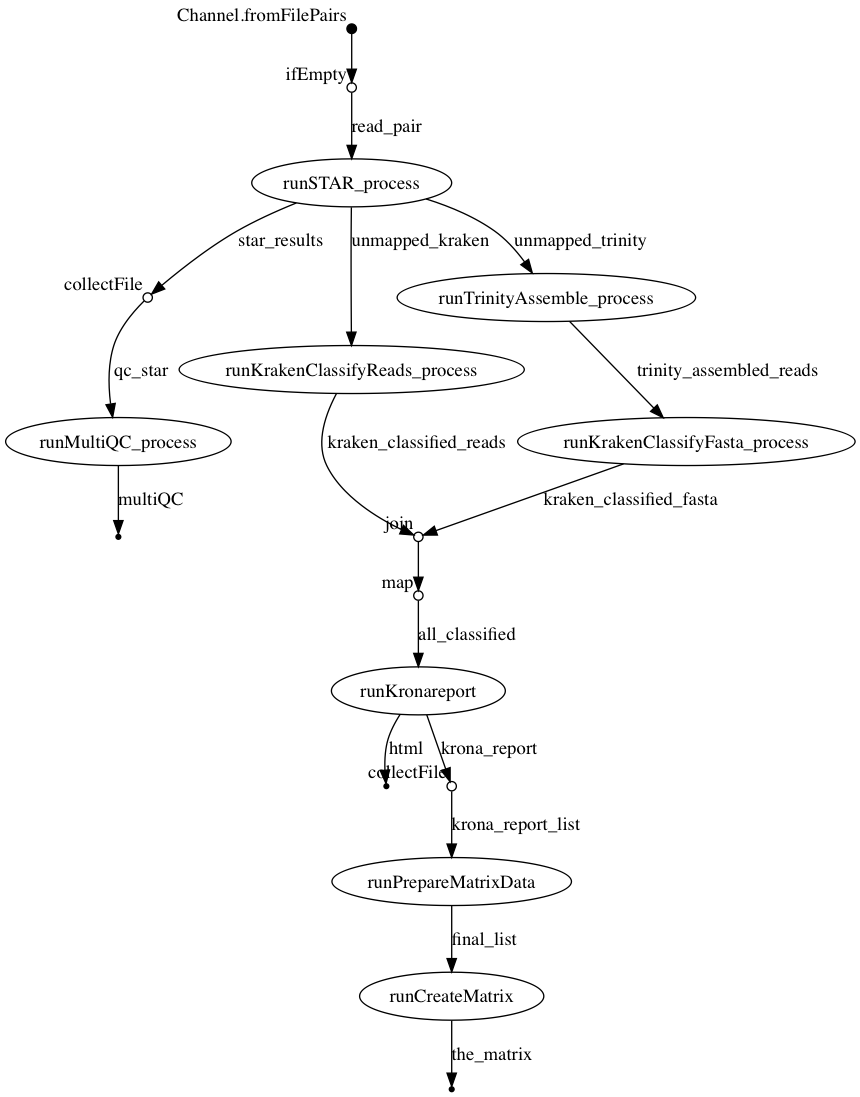 Channel.fromFilePairs
ifEmpty
read_pair
runSTAR_process
star_results
unmapped_kraken
unmapped_trinity
collectFile
runTrinityAssemble_process
qc_star
runKrakenClassifyReads_process
trinity_assembled_reads
runMultiQC_process
kraken_classified_reads
runKrakenClassifyFasta_process
multiQC
kraken_classified_fasta
join
map
all_classified
runKronareport
html
krona_report
collectFile
krona_report_list
runPrepareMatrixData
final_list
runCreateMatrix
the_matrix